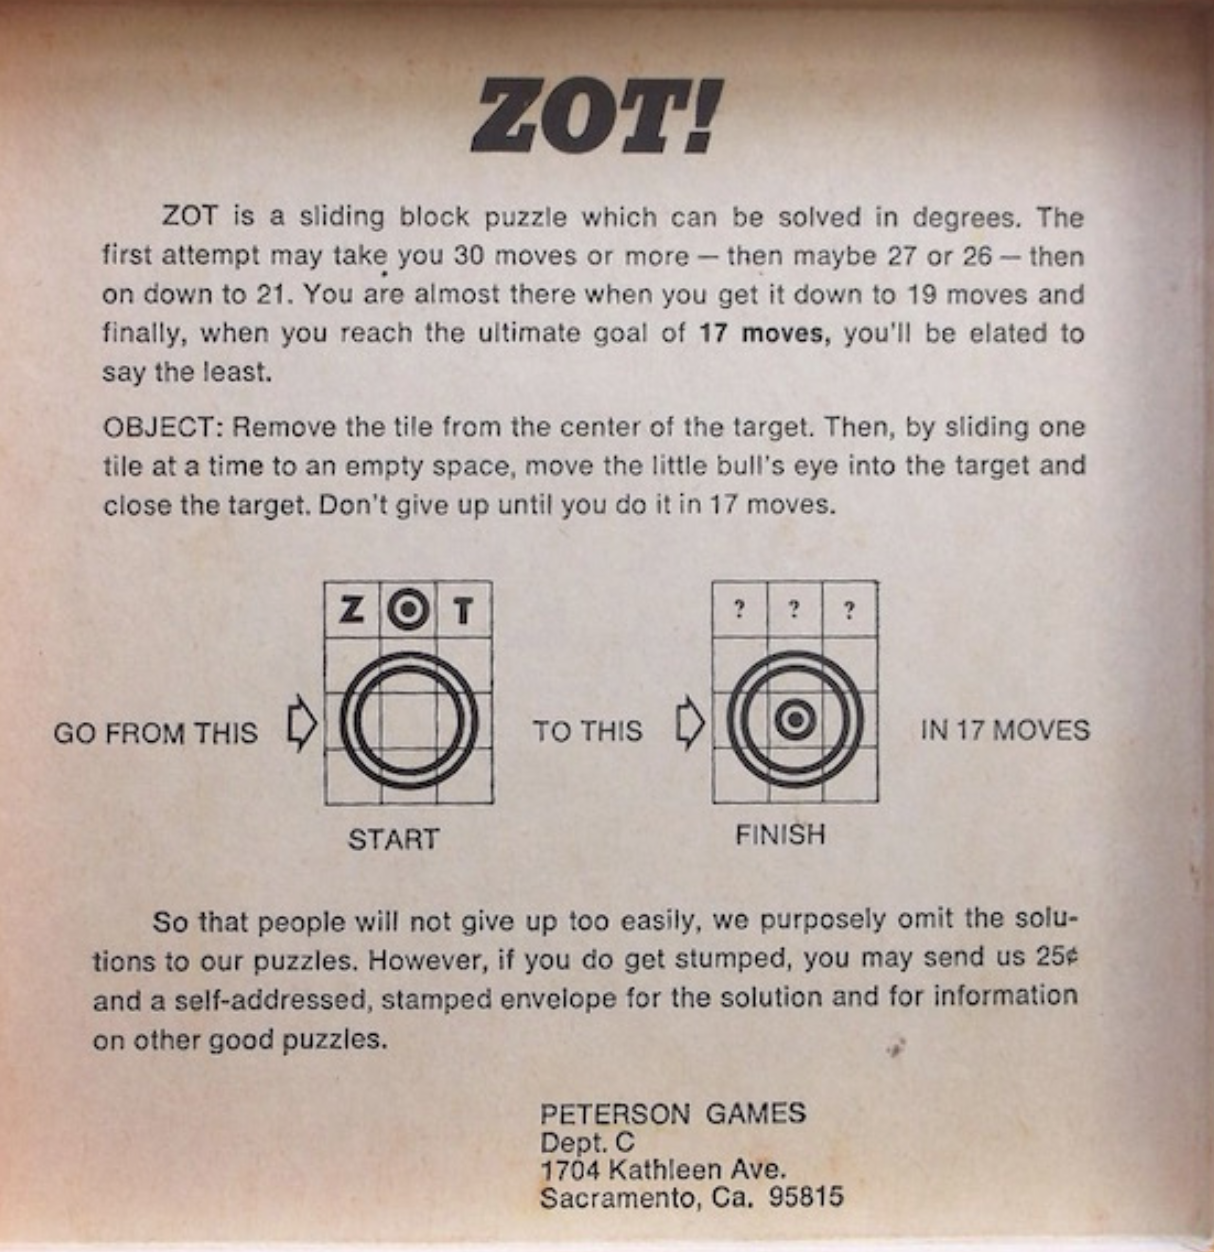 ZOT!
ZOT is a sliding block puzzle which can be solved in degrees. The
first attempt may take you 30 moves or more — then maybe 27 or 26 — then
on down to 21. You are almost there when you get it down to 19 moves and
finally, when you reach the ultimate goal of 17 moves, you'll be elated to
say the least.
OBJECT: Remove the tile from the center of the target. Then, by sliding one
tile at a time to an empty space, move the little bull's eye into the target and
close the target. Don't give up until you do it in 17 moves.
Z T
? ? ?
GO FROM THIS
TO THIS
IN 17 MOVES
START
FINISH
So that people will not give up too easily, we purposely omit the solu-
tions to our puzzles. However, if you do get stumped, you may send us 25¢
and a self-addressed, stamped envelope for the solution and for information
on other good puzzles.
PETERSON GAMES
Dept. C
1704 Kathleen Ave.
Sacramento, Ca. 95815